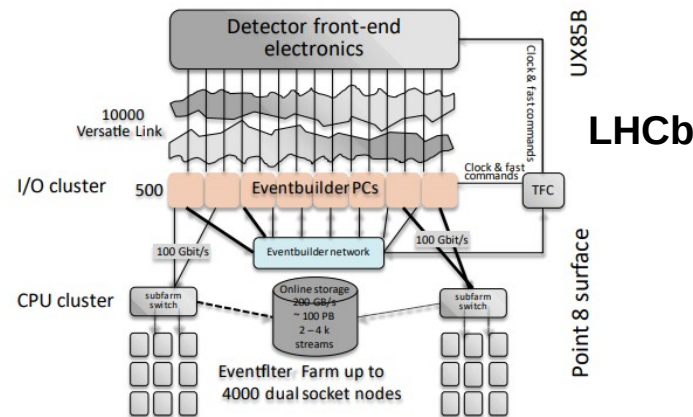 Detector front-end
electronics
UX85B
Clock & fast commands
10000
Versatile Link
LHCb
Clock & fast
commands
I/O cluster
500
Eventbuilder PCs
TFC
100 Gbit/s
100 Gbit/s
Eventbuilder network
Point 8 surface
CPU cluster
subfarm
switch
Online storage
200 GB/s
~ 100 PB
2 – 4 k
streams
subfarm
switch
Eventflter Farm up to
4000 dual socket nodes